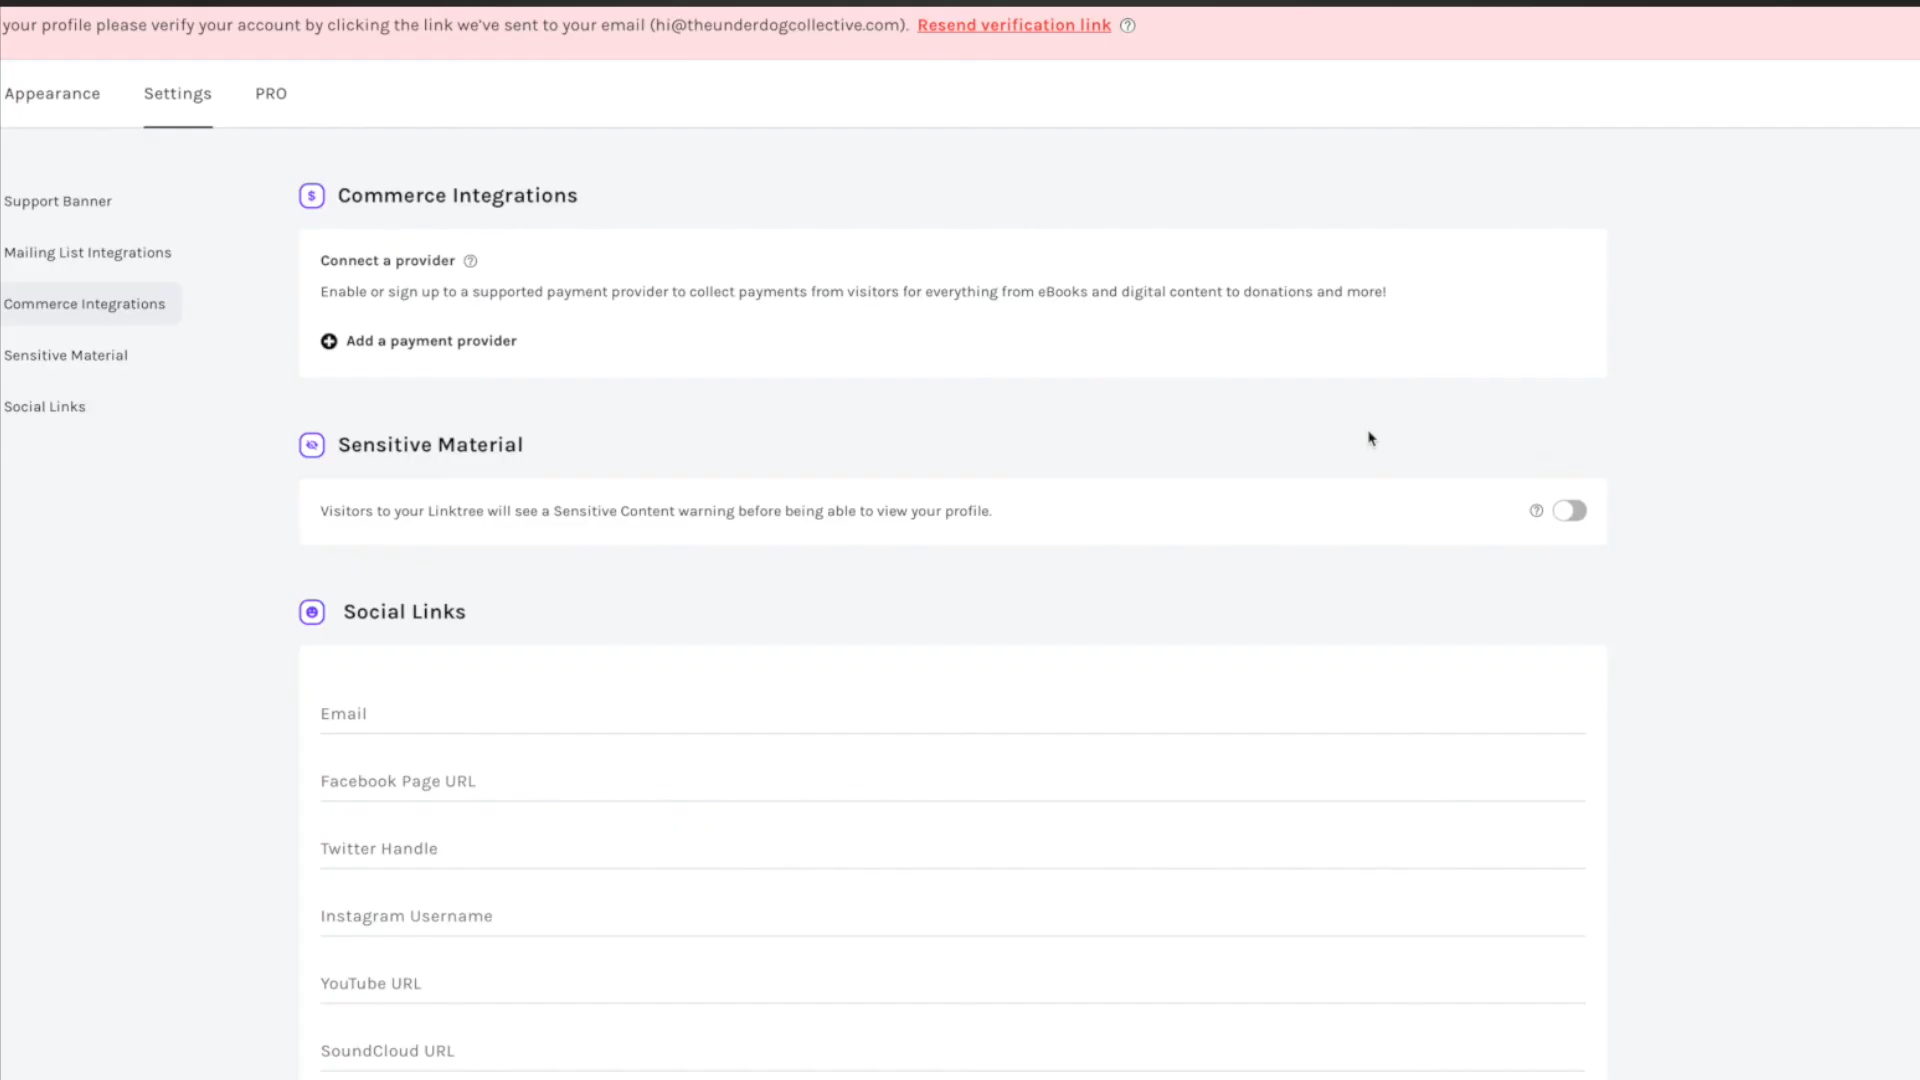 your profile please verify your account by clicking the link we've sent to your email (hi@theunderdogcollective.com). Resend verification link
Appearance Settings PRO
Support Banner
Mailing List Integrations
Commerce Integrations
Sensitive Material
Social Links
Commerce Integrations
Connect a provider
Enable or sign up to a supported payment provider to collect payments from visitors for everything from eBooks and digital content to donations and more!
Add a payment provider
Sensitive Material
Visitors to your Linktree will see a Sensitive Content warning before being able to view your profile.
Social Links
Email
Facebook Page URL
Twitter Handle
Instagram Username
YouTube URL
SoundCloud URL